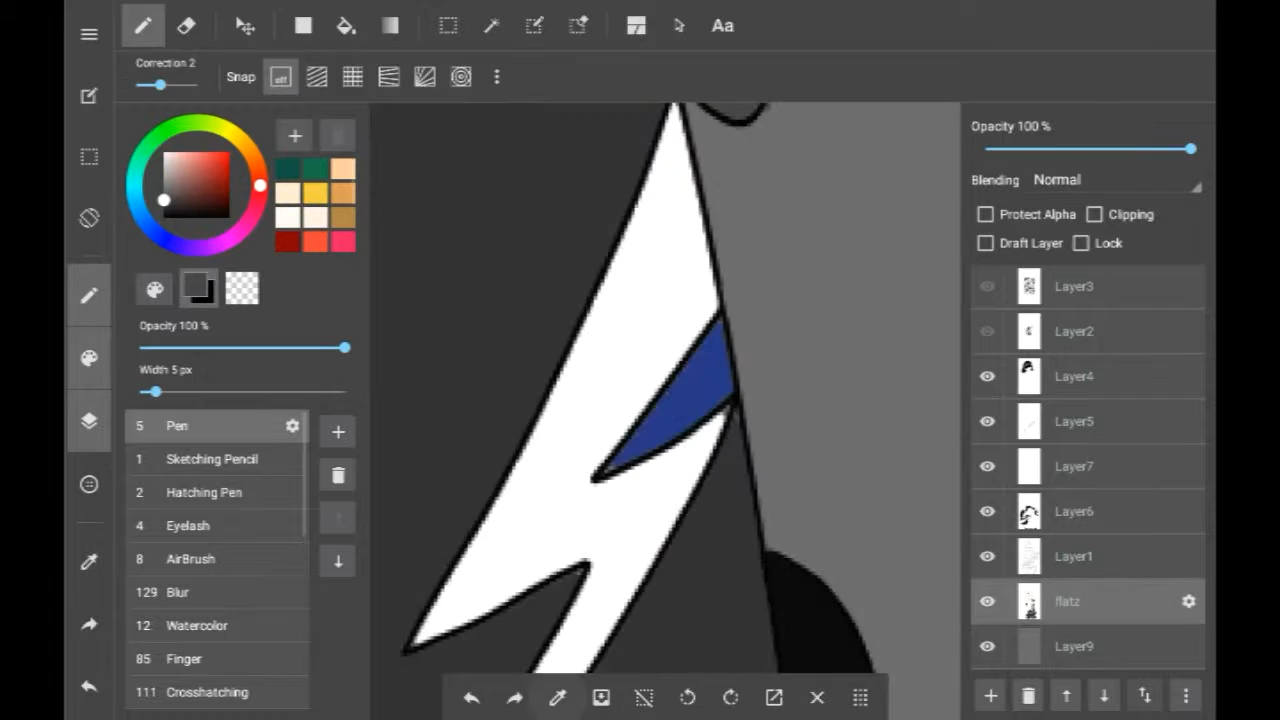 Aa
Correction 2
Snap
off
Opacity 100 %
Width 5 px
5 Pen
1 Sketching Pencil
2 Hatching Pen
4 Eyelash
8 AirBrush
129 Blur
12 Watercolor
85 Finger
111 Crosshatching
Opacity 100 %
Blending Normal
Protect Alpha Clipping
Draft Layer Lock
Layer3
Layer2
Layer4
Layer5
Layer7
Layer6
Layer1
flatz
Layer9